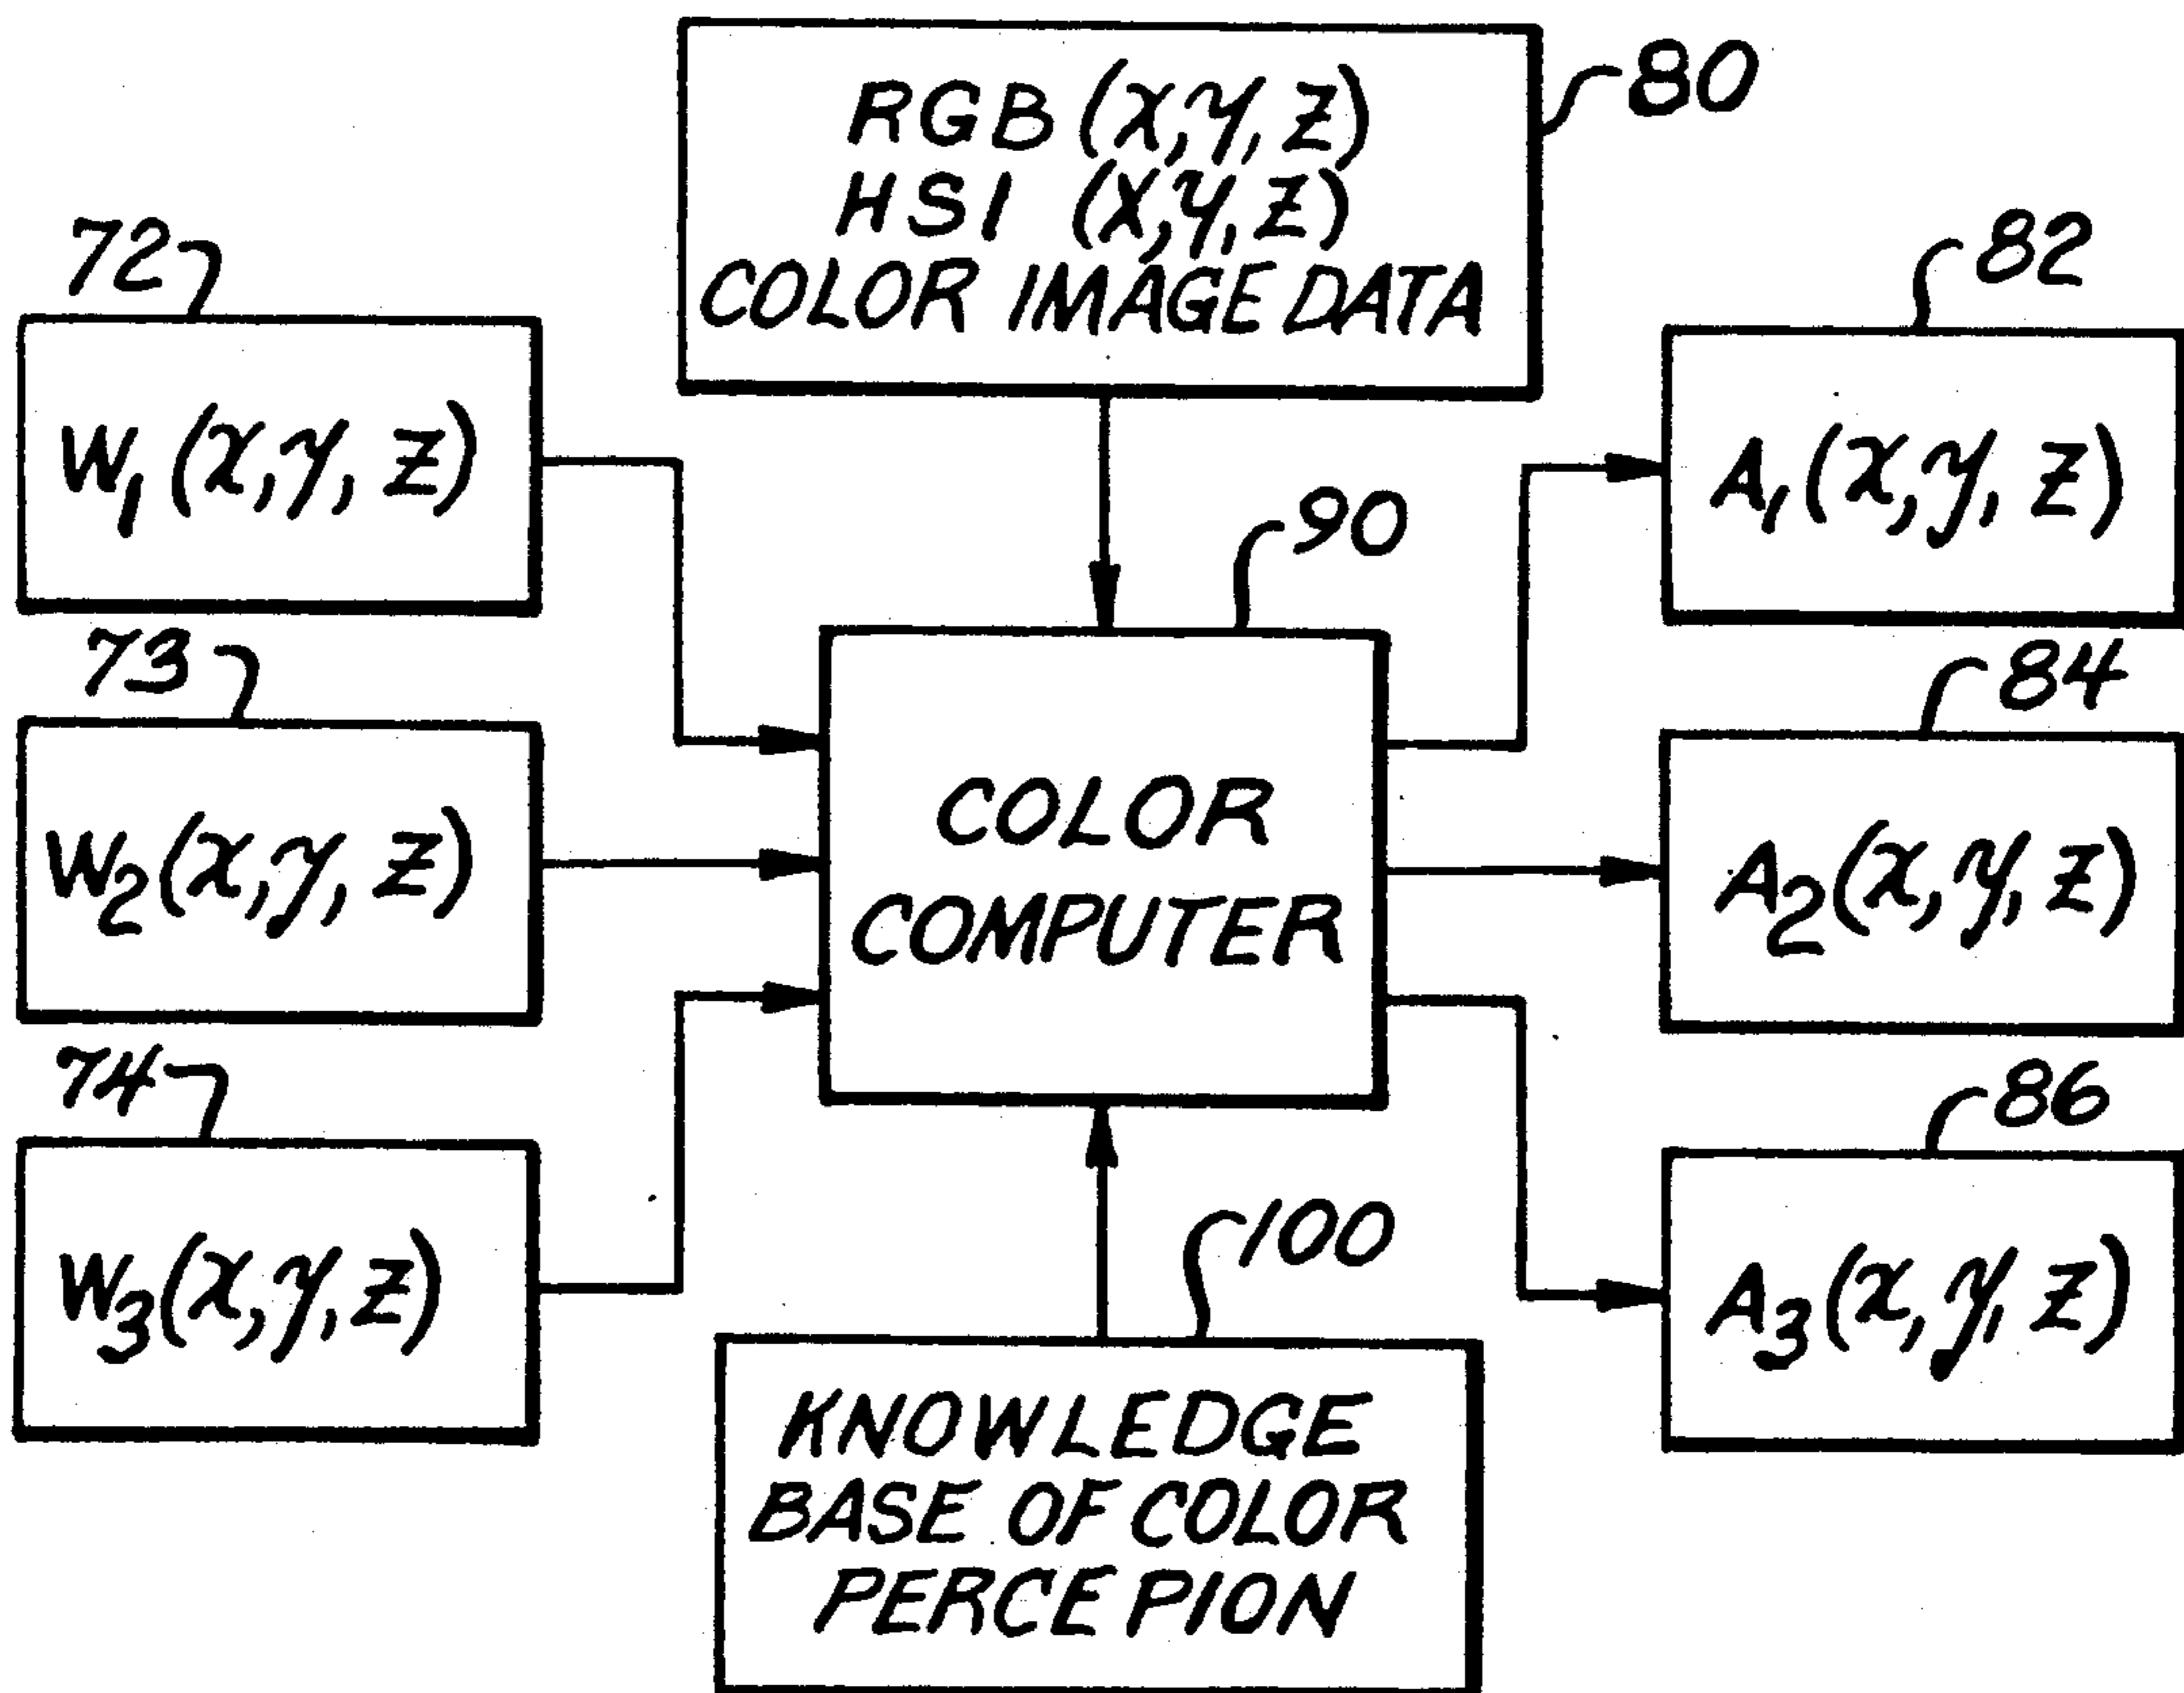 80
RGB (X, Y, Z)
HSI (X, Y, Z)
COLOR IMAGE DATA
72
W1 (X, Y, Z)
82
A1 (X, Y, Z)
90
73
W2 (X, Y, Z)
COLOR
COMPUTER
84
A2 (X, Y, Z)
74
W3 (X, Y, Z)
86
A3 (X, Y, Z)
100
KNOWLEDGE
BASE OF COLOR
PERCEPION